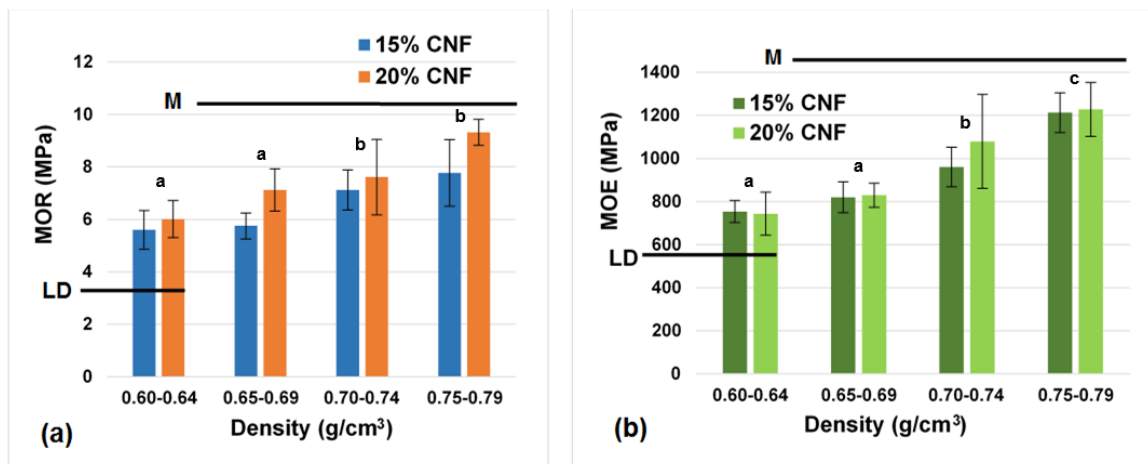 15% CNF
20% CNF
M
LD
MOR (MPa)
12
10
8
6
4
2
0
a
a
b
b
0.60-0.64 0.65-0.69 0.70-0.74 0.75-0.79
Density (g/cm³)
(a)
M
15% CNF
20% CNF
LD
MOE (MPa)
1400
1200
1000
800
600
400
200
0
a
a
b
c
0.60-0.64 0.65-0.69 0.70-0.74 0.75-0.79
Density (g/cm³)
(b)